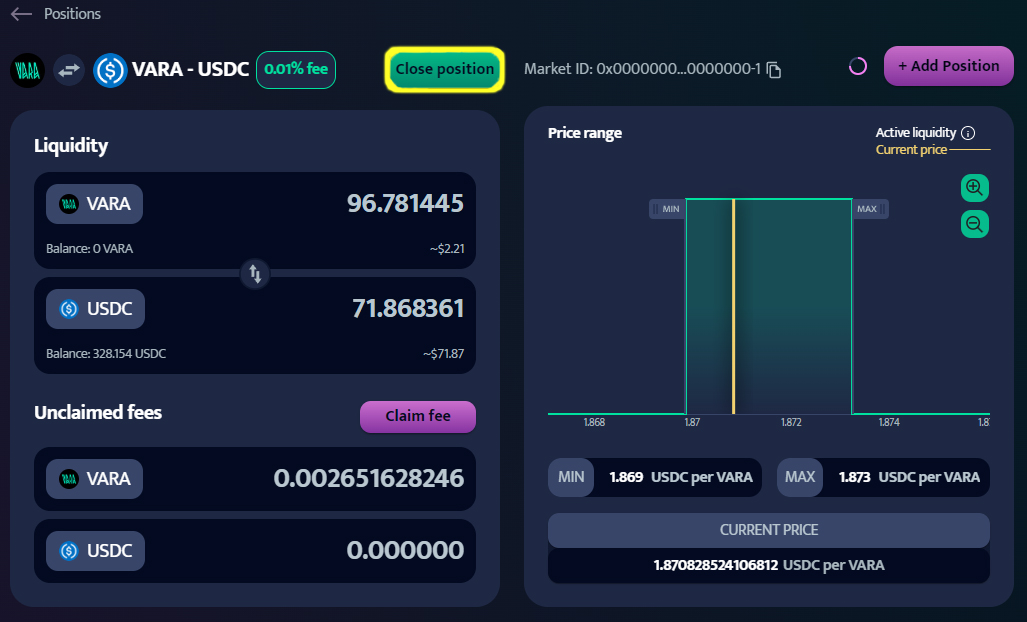 Positions
VARA - USDC 0.01% fee Close position Market ID: 0x0000000...0000000-1 + Add Position
Liquidity
VARA 96.781445
Balance: 0 VARA ~$2.21
USDC 71.868361
Balance: 328.154 USDC ~$71.87
Unclaimed fees Claim fee
VARA 0.002651628246
USDC 0.000000
Price range
Active liquidity
Current price
MIN MAX
1.868 1.87 1.872 1.874
MIN 1.869 USDC per VARA MAX 1.873 USDC per VARA
CURRENT PRICE
1.870828524106812 USDC per VARA